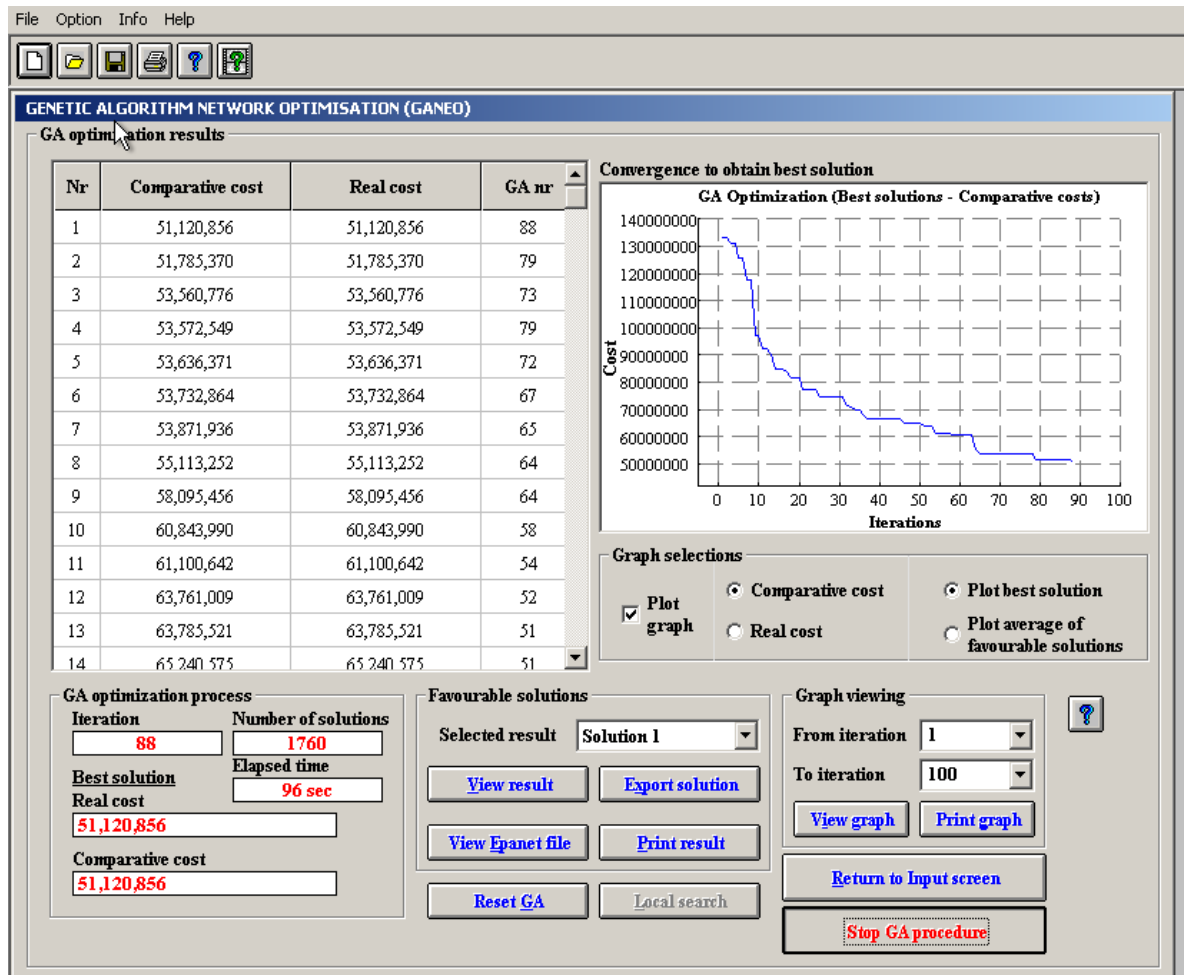 File Option Info Help
GENETIC ALGORITHM NETWORK OPTIMISATION (GANEO)
GA optimization results
Nr Comparative cost Real cost GA nr
1 51,120,856 51,120,856 88
2 51,785,370 51,785,370 79
3 53,560,776 53,560,776 73
4 53,572,549 53,572,549 79
5 53,636,371 53,636,371 72
6 53,732,864 53,732,864 67
7 53,871,936 53,871,936 65
8 55,113,252 55,113,252 64
9 58,095,456 58,095,456 64
10 60,843,990 60,843,990 58
11 61,100,642 61,100,642 54
12 63,761,009 63,761,009 52
13 63,785,521 63,785,521 51
14 65,240,575 65,240,575 51
Convergence to obtain best solution
GA Optimization (Best solutions - Comparative costs)
140000000
130000000
120000000
110000000
100000000
90000000
80000000
70000000
60000000
50000000
Cost
0 10 20 30 40 50 60 70 80 90 100
Iterations
Graph selections
Plot
graph
Comparative cost
Real cost
Plot best solution
Plot average of
favourable solutions
GA optimization process
Iteration Number of solutions
88 1760
Elapsed time
96 sec
Best solution
Real cost
51,120,856
Comparative cost
51,120,856
Favourable solutions
Selected result Solution 1
View result Export solution
View Epanet file Print result
Reset GA Local search
Graph viewing
From iteration 1
To iteration 100
View graph Print graph
Return to Input screen
Stop GA procedure